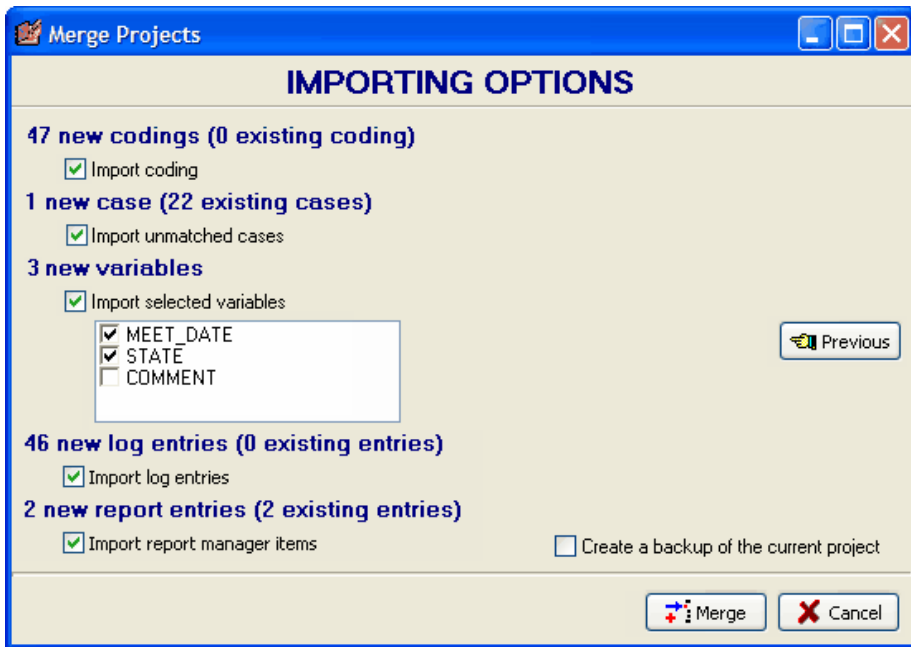 Merge Projects
IMPORTING OPTIONS
47 new codings (0 existing coding)
Import coding
1 new case (22 existing cases)
Import unmatched cases
3 new variables
Import selected variables
MEET_DATE
STATE
COMMENT
Previous
46 new log entries (0 existing entries)
Import log entries
2 new report entries (2 existing entries)
Import report manager items
Create a backup of the current project
Merge
Cancel